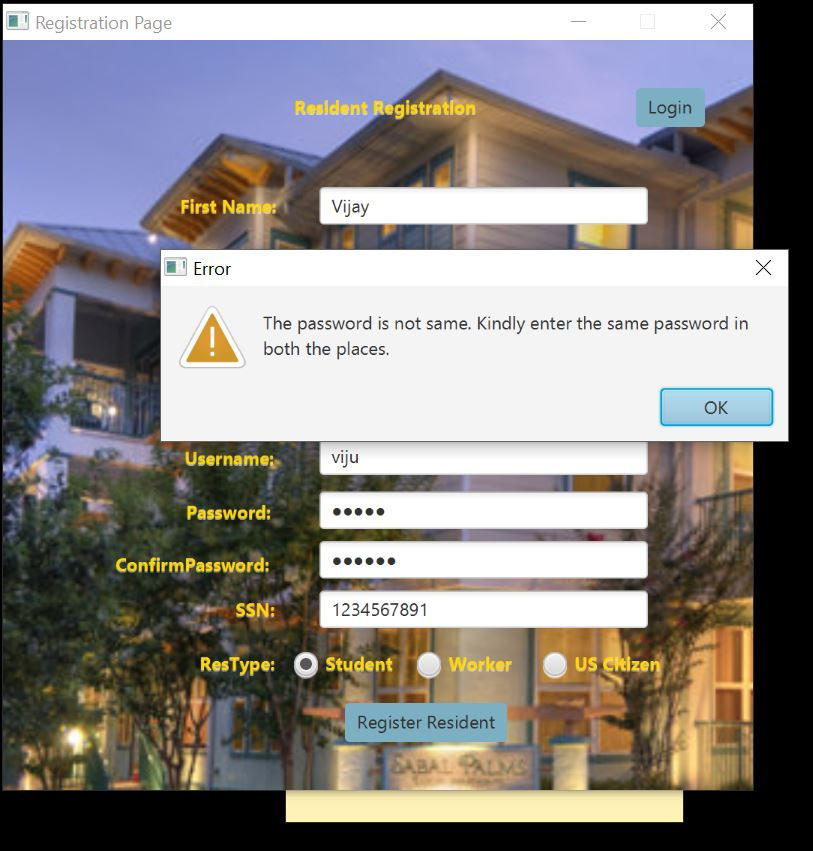 Registration Page
Resident Registration
Login
First Name: Vijay
Error
The password is not same. Kindly enter the same password in
both the places.
OK
Username: viju
Password: •••••
ConfirmPassword: ••••••
SSN: 1234567891
ResType: Student Worker US Citizen
Register Resident
SABAL PALMS